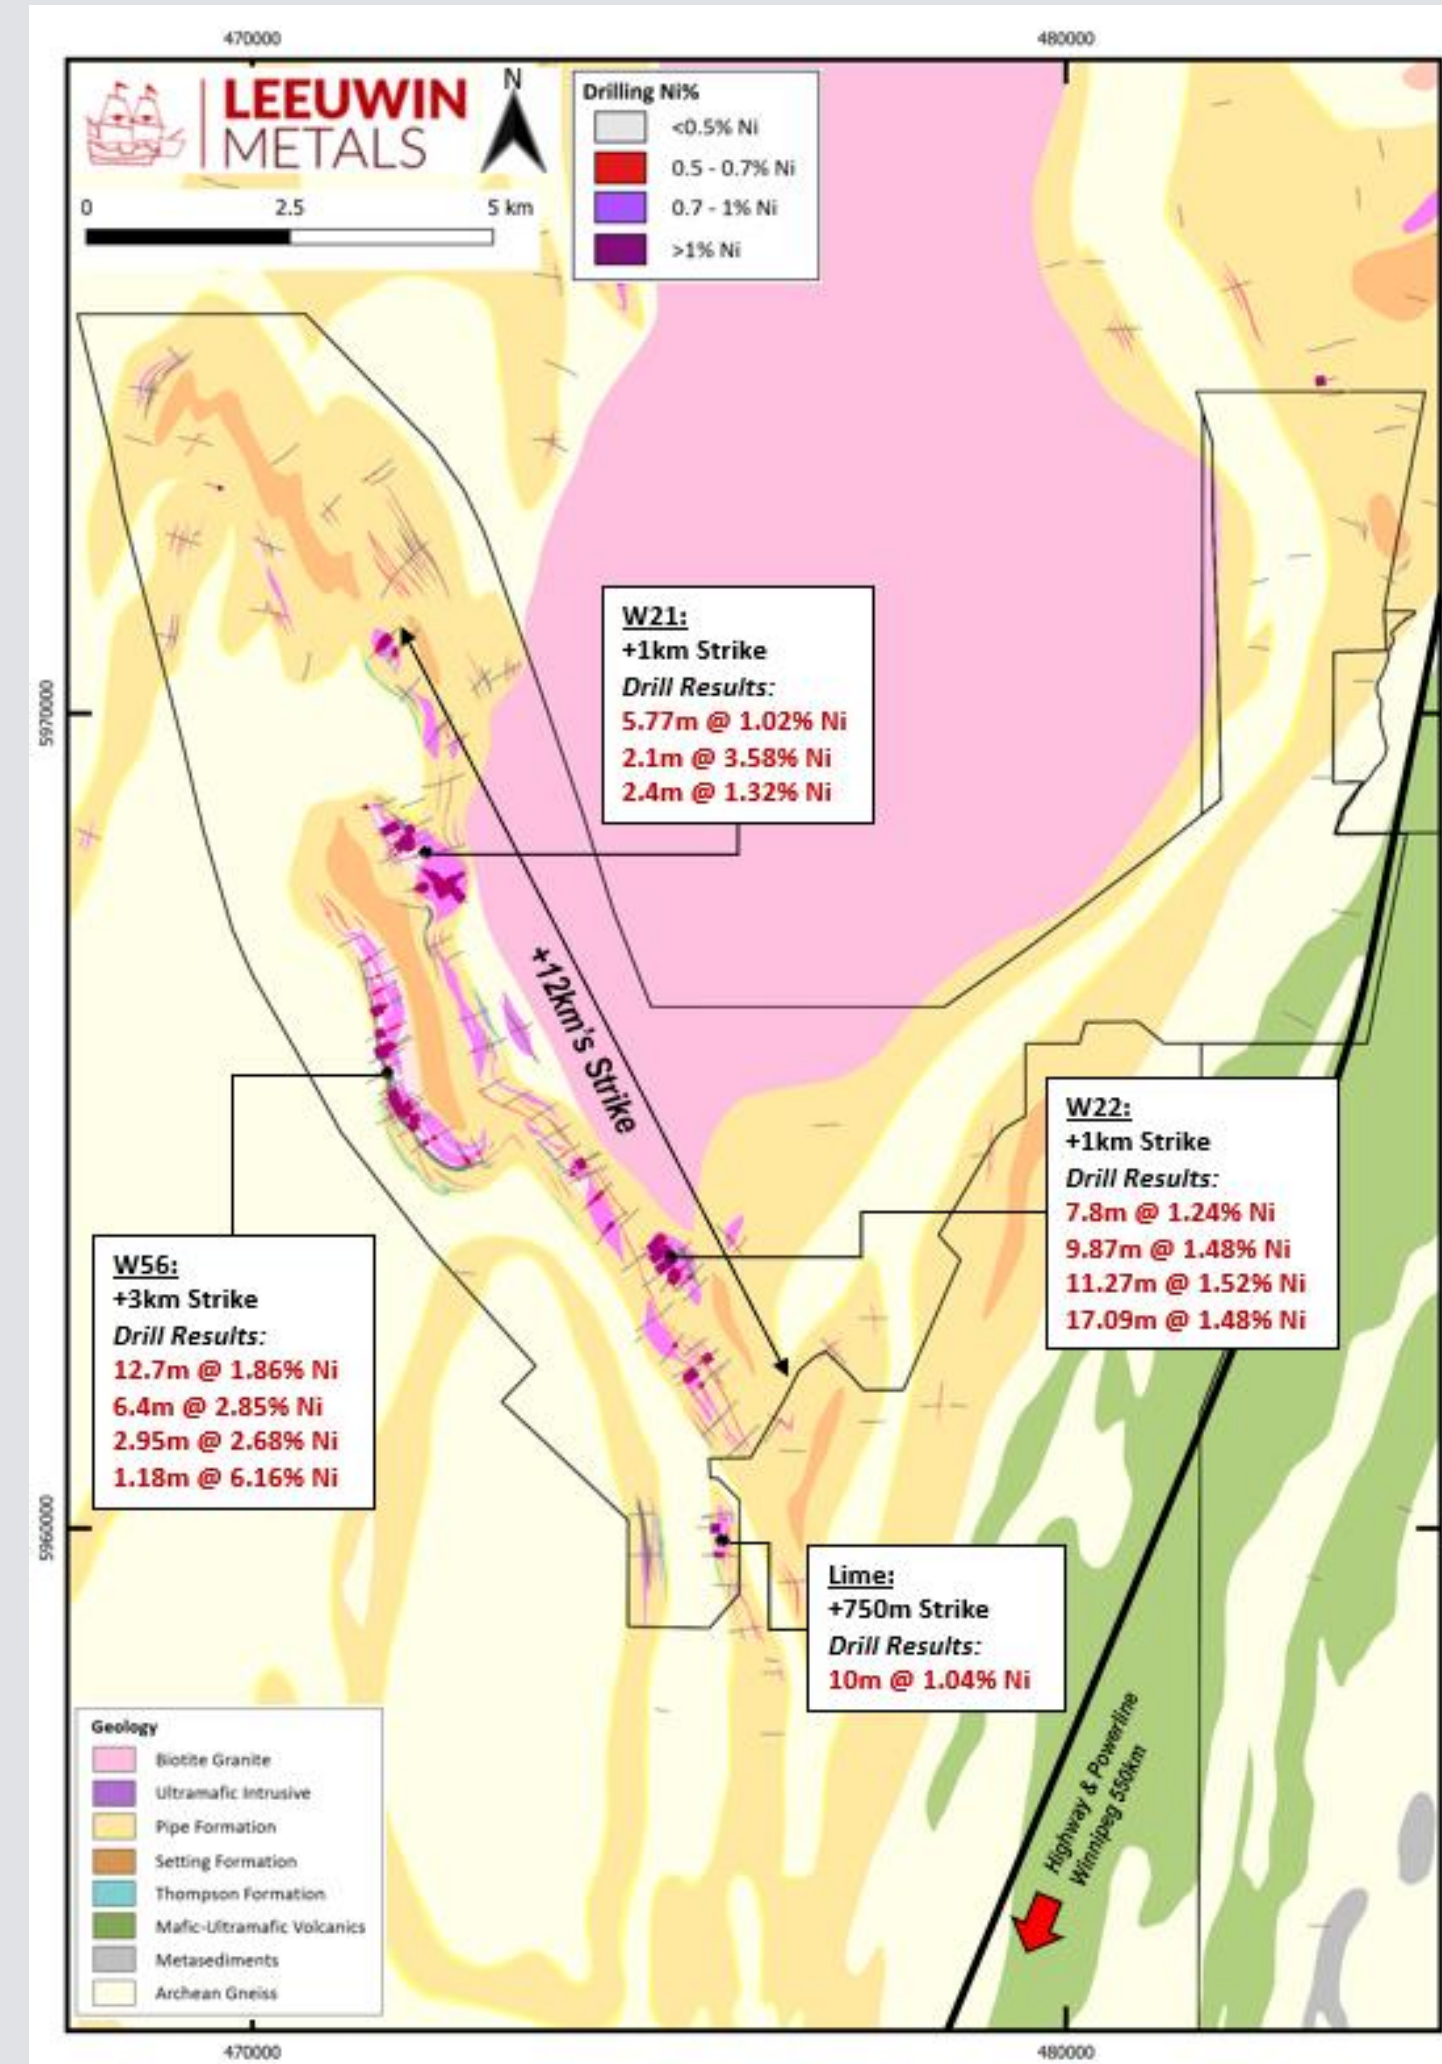 470000
480000
LEEUWIN
METALS
N
0 2.5 5 km
Drilling Ni%
<0.5% Ni
0.5 - 0.7% Ni
0.7 - 1% Ni
>1% Ni
5970000
W21:
+1km Strike
Drill Results:
5.77m @ 1.02% Ni
2.1m @ 3.58% Ni
2.4m @ 1.32% Ni
+12km's Strike
W22:
+1km Strike
Drill Results:
7.8m @ 1.24% Ni
9.87m @ 1.48% Ni
11.27m @ 1.52% Ni
17.09m @ 1.48% Ni
W56:
+3km Strike
Drill Results:
12.7m @ 1.86% Ni
6.4m @ 2.85% Ni
2.95m @ 2.68% Ni
1.18m @ 6.16% Ni
5960000
Lime:
+750m Strike
Drill Results:
10m @ 1.04% Ni
Highway & Powerline
Winnipeg 550km
Geology
Biotite Granite
Ultramafic Intrusive
Pipe Formation
Setting Formation
Thompson Formation
Mafic-Ultramafic Volcanics
Metasediments
Archean Gneiss
470000
480000